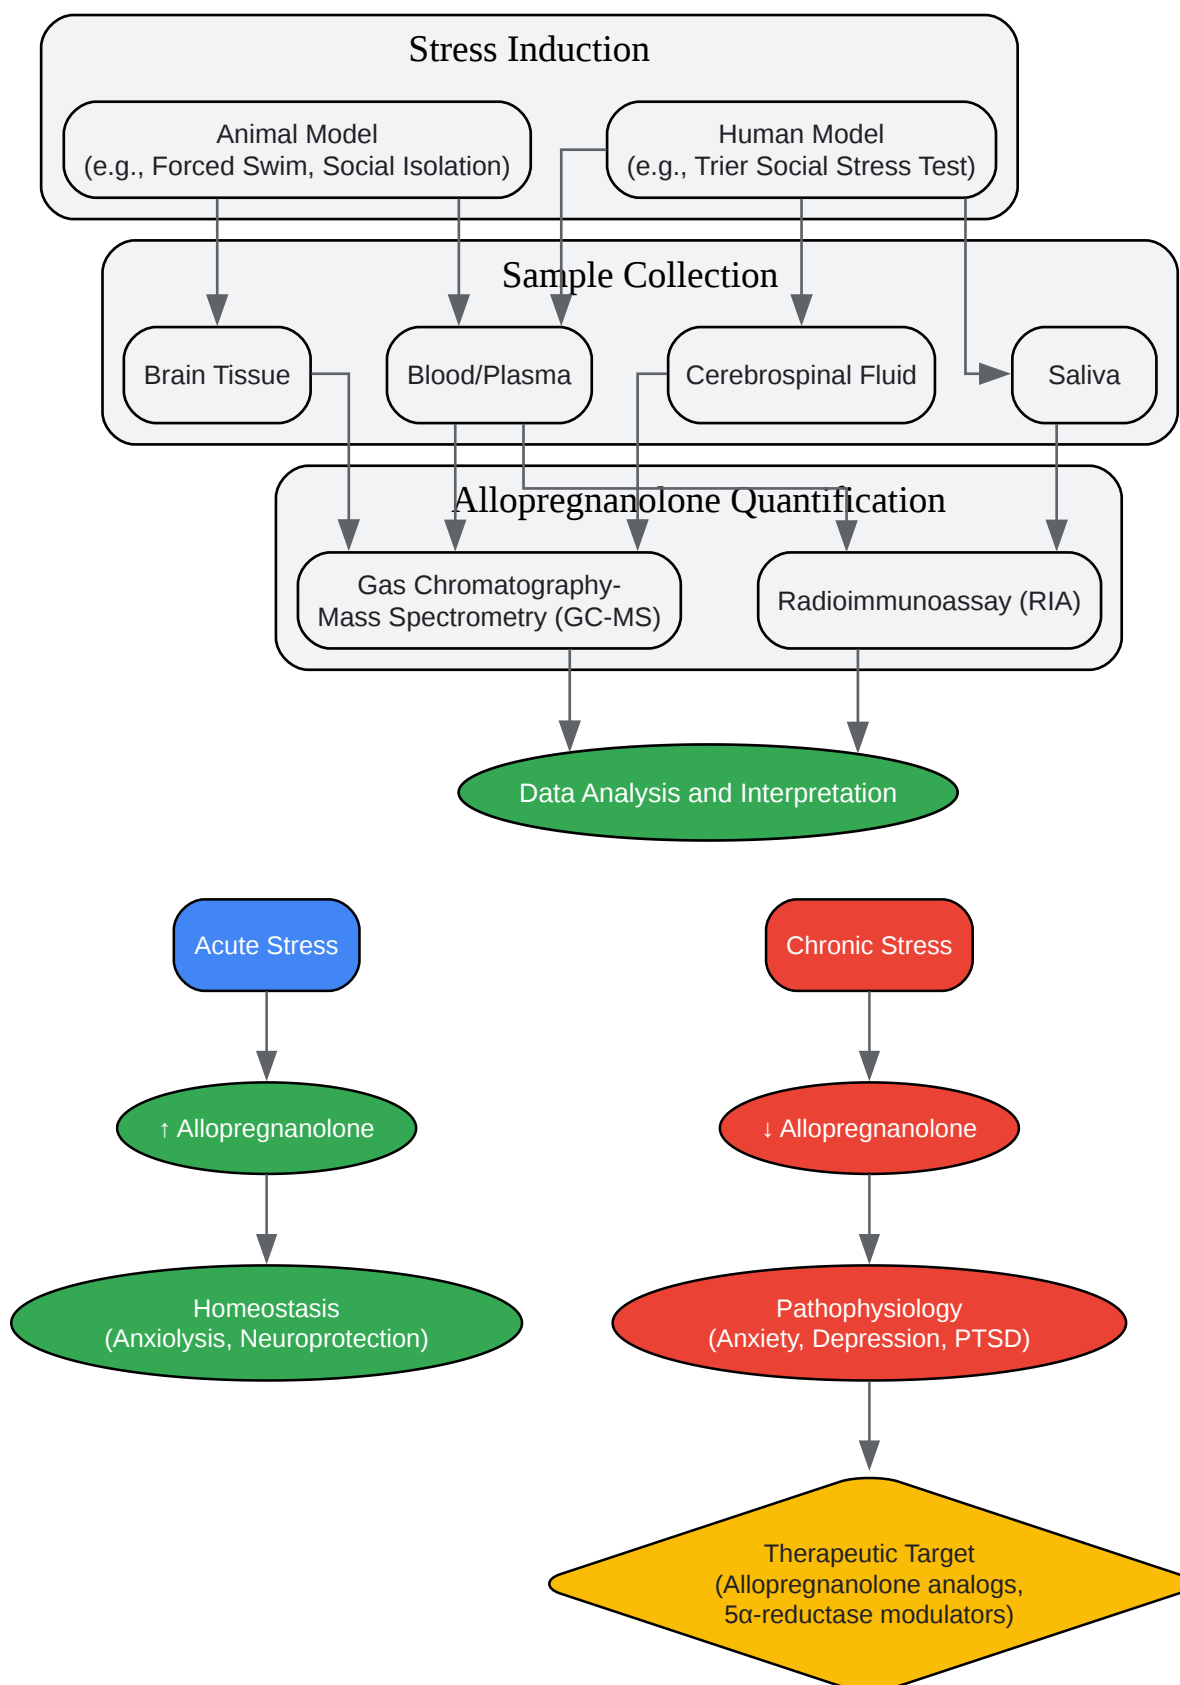 Stress Induction
Animal Model
(e.g., Forced Swim, Social Isolation)
Human Model
(e.g., Trier Social Stress Test)
Sample Collection
Brain Tissue
Blood/Plasma
Cerebrospinal Fluid
Saliva
Allopregnanolone Quantification
Gas Chromatography-
Mass Spectrometry (GC-MS)
Radioimmunoassay (RIA)
Data Analysis and Interpretation
Acute Stress
Chronic Stress
↑ Allopregnanolone
↓ Allopregnanolone
Homeostasis
(Anxiolysis, Neuroprotection)
Pathophysiology
(Anxiety, Depression, PTSD)
Therapeutic Target
(Allopregnanolone analogs,
5α-reductase modulators)